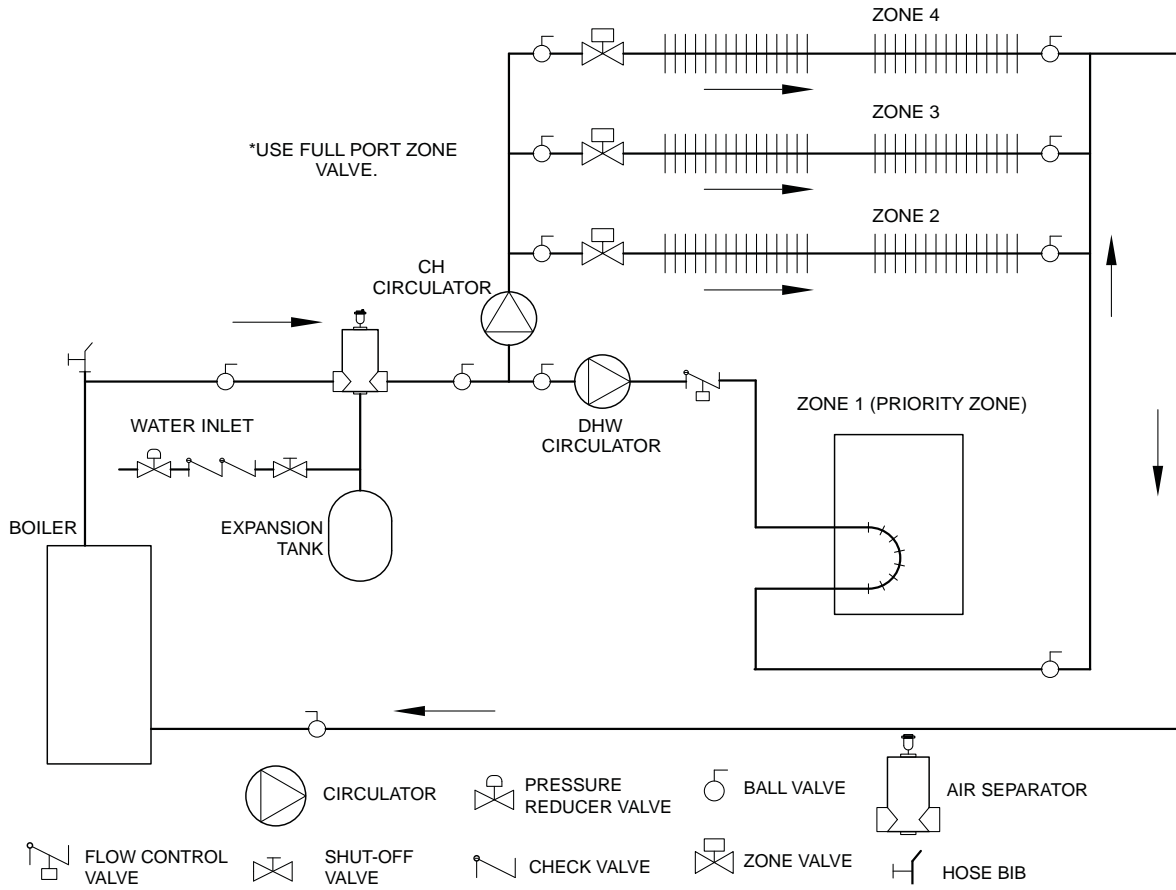 ZONE 4
ZONE 3
*USE FULL PORT ZONE
VALVE.
ZONE 2
CH
CIRCULATOR
ZONE 1 (PRIORITY ZONE)
WATER INLET
DHW
CIRCULATOR
BOILER
EXPANSION
TANK
CIRCULATOR
PRESSURE
REDUCER VALVE
BALL VALVE
AIR SEPARATOR
FLOW CONTROL
VALVE
SHUT-OFF
VALVE
CHECK VALVE
ZONE VALVE
HOSE BIB